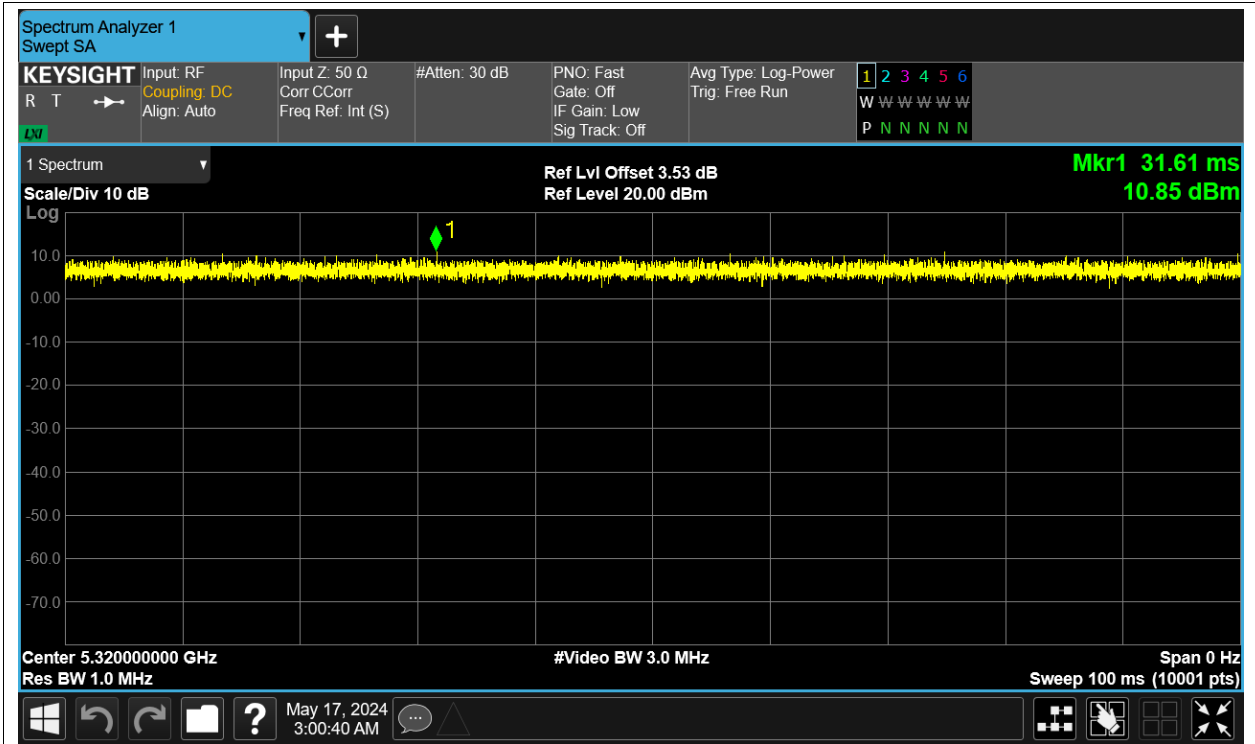 Spectrum Analyzer 1
Swept SA
KEYSIGHT
R T
LXI
Input: RF
Coupling: DC
Align: Auto
Input Z: 50 Ω
Corr CCorr
Freq Ref: Int (S)
#Atten: 30 dB
PNO: Fast
Gate: Off
IF Gain: Low
Sig Track: Off
Avg Type: Log-Power
Trig: Free Run
1 2 3 4 5 6
W W W W W W
P N N N N N
1 Spectrum
Scale/Div 10 dB
Log
Ref Lvl Offset 3.53 dB
Ref Level 20.00 dBm
Mkr1 31.61 ms
10.85 dBm
1
10.0
0.00
-10.0
-20.0
-30.0
-40.0
-50.0
-60.0
-70.0
Center 5.320000000 GHz
Res BW 1.0 MHz
#Video BW 3.0 MHz
Span 0 Hz
Sweep 100 ms (10001 pts)
?
May 17, 2024
3:00:40 AM